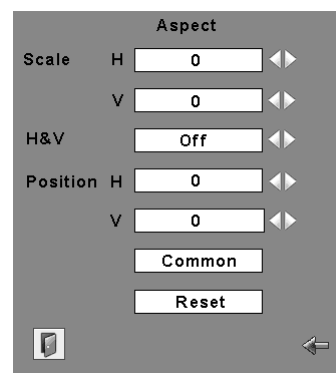 Aspect
Scale H 0
V 0
H&V Off
Position H 0
V 0
Common
Reset